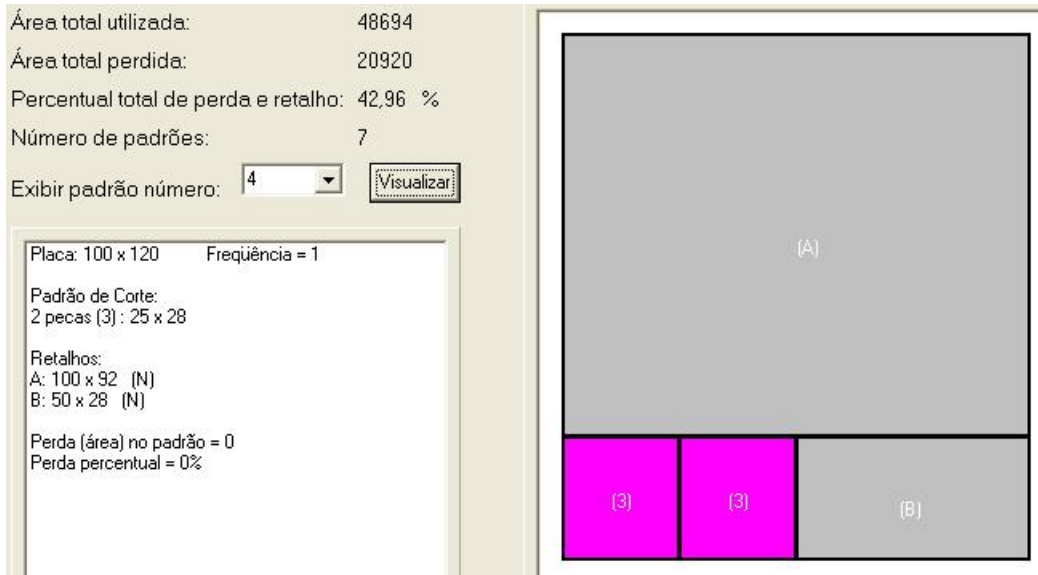 Área total utilizada: 48694
Área total perdida: 20920
Percentual total de perda e retalho: 42,96 %
Número de padrões: 7
Exibir padrão número: 4 Visualizar
Placa: 100 x 120 Freqüência = 1
Padrão de Corte:
2 pecas (3) : 25 x 28
Retalhos:
A: 100 x 92 (N)
B: 50 x 28 (N)
Perda (área) no padrão = 0
Perda percentual = 0%
(A)
(3) (3) (B)